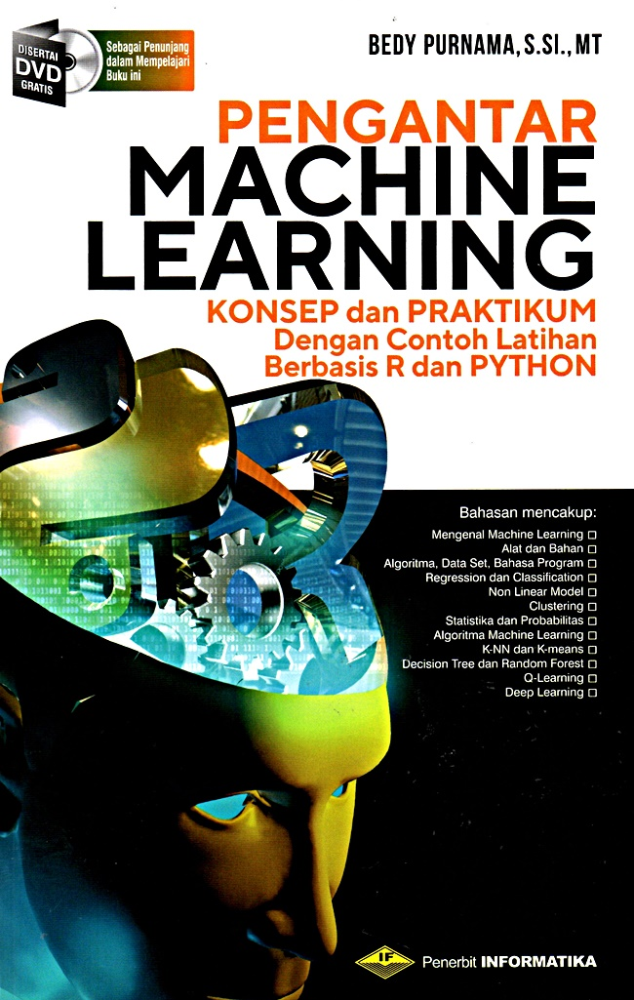 DISERTAI
DVD
GRATIS
Sebagai Penunjang
dalam Mempelajari
Buku ini
BEDY PURNAMA, S.SI., MT
PENGANTAR
MACHINE
LEARNING
KONSEP dan PRAKTIKUM
Dengan Contoh Latihan
Berbasis R dan PYTHON
Bahasan mencakup:
Mengenal Machine Learning
Alat dan Bahan
Algoritma, Data Set, Bahasa Program
Regression dan Classification
Non Linear Model
Clustering
Statistika dan Probabilitas
Algoritma Machine Learning
K-NN dan K-means
Decision Tree dan Random Forest
Q-Learning
Deep Learning
IF
Penerbit INFORMATIKA